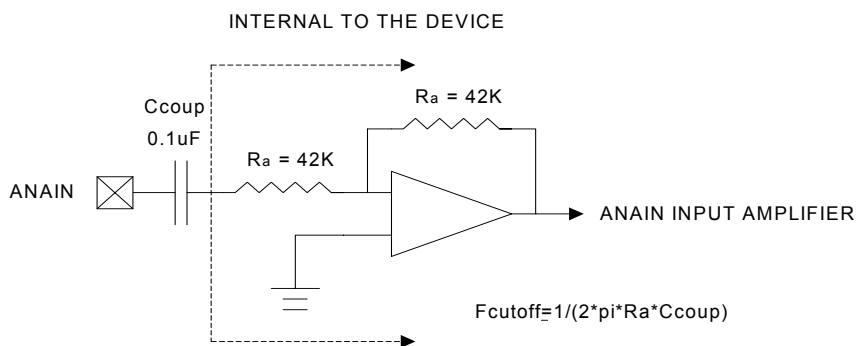 INTERNAL TO THE DEVICE
Ccoup
0.1uF
Ra = 42K
Ra = 42K
ANAIN
ANAIN INPUT AMPLIFIER
Fcutoff=1/(2*pi*Ra*Ccoup)